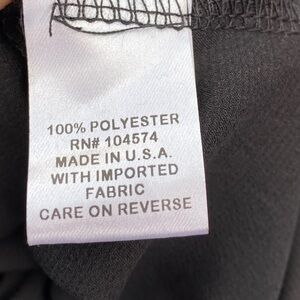 100% POLYESTER
RN# 104574
MADE IN U.S.A.
WITH IMPORTED
FABRIC
CARE ON REVERSE